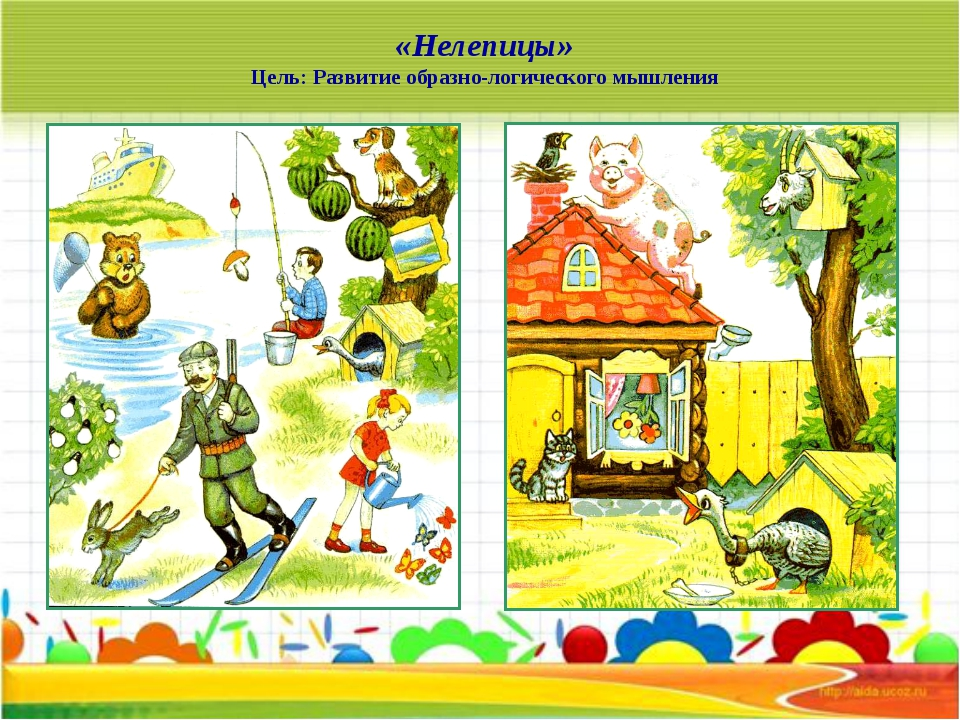 «Нелепицы»
Цель: Развитие образно-логического мышления
http://aida.ucoz.ru